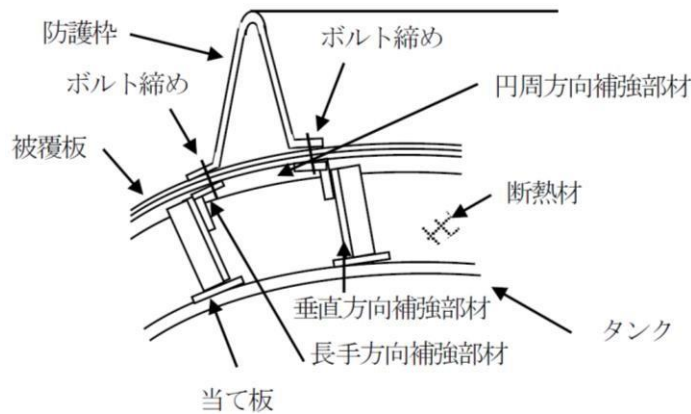 防護枠
ボルト締め
ボルト締め
円周方向補強部材
被覆板
断熱材
垂直方向補強部材
タンク
長手方向補強部材
当て板